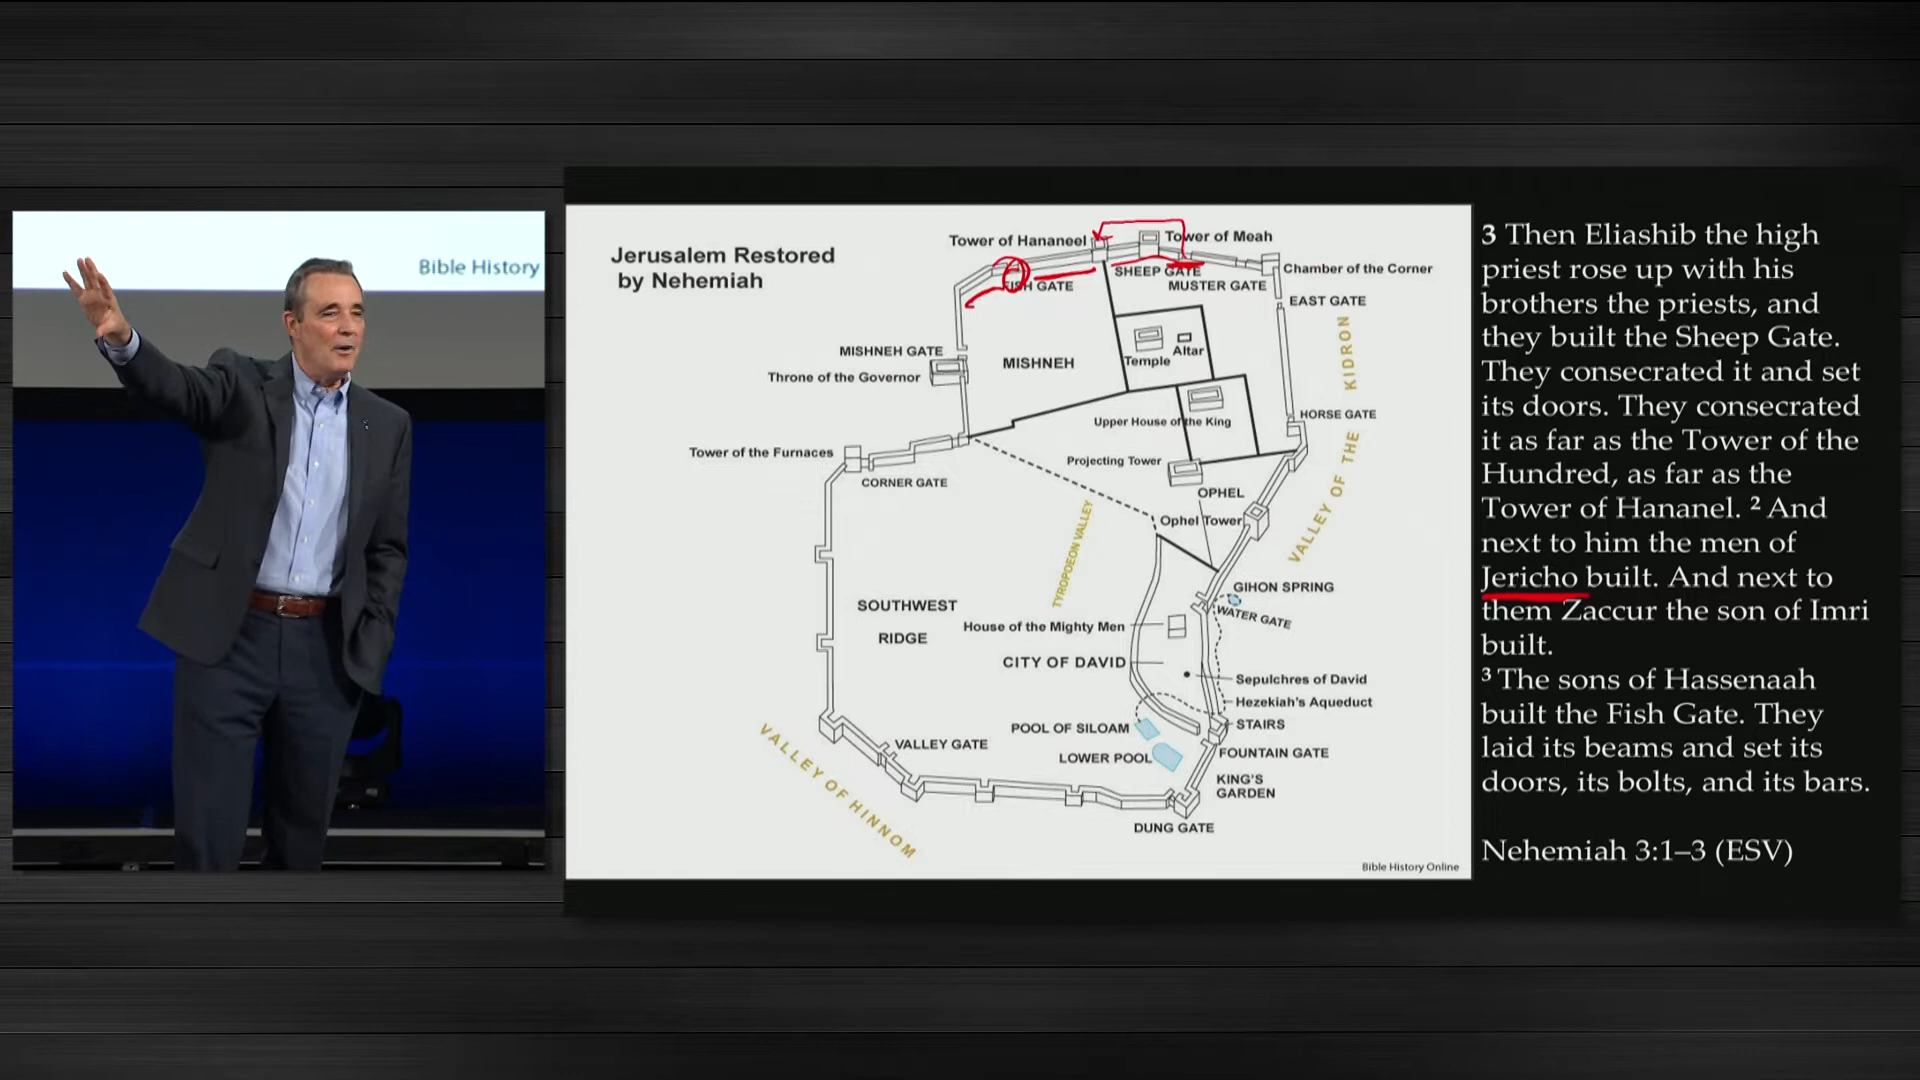 Bible History
Jerusalem Restored
by Nehemiah
Tower of Hananeel
Tower of Meah
SHEEP GATE
Chamber of the Corner
FISH GATE
MUSTER GATE
EAST GATE
MISHNEH GATE
MISHNEH
Temple
Altar
Throne of the Governor
VALLEY OF THE KIDRON
HORSE GATE
Upper House of the King
Tower of the Furnaces
Projecting Tower
CORNER GATE
OPHEL
Ophel Tower
TYROPOEON VALLEY
GIHON SPRING
SOUTHWEST
RIDGE
WATER GATE
House of the Mighty Men
CITY OF DAVID
Sepulchres of David
Hezekiah's Aqueduct
POOL OF SILOAM
STAIRS
VALLEY GATE
FOUNTAIN GATE
LOWER POOL
KING'S
GARDEN
VALLEY OF HINNOM
DUNG GATE
Bible History Online
3 Then Eliashib the high
priest rose up with his
brothers the priests, and
they built the Sheep Gate.
They consecrated it and set
its doors. They consecrated
it as far as the Tower of the
Hundred, as far as the
Tower of Hananel. 2 And
next to him the men of
Jericho built. And next to
them Zaccur the son of Imri
built.
3 The sons of Hassenaah
built the Fish Gate. They
laid its beams and set its
doors, its bolts, and its bars.
Nehemiah 3:1–3 (ESV)